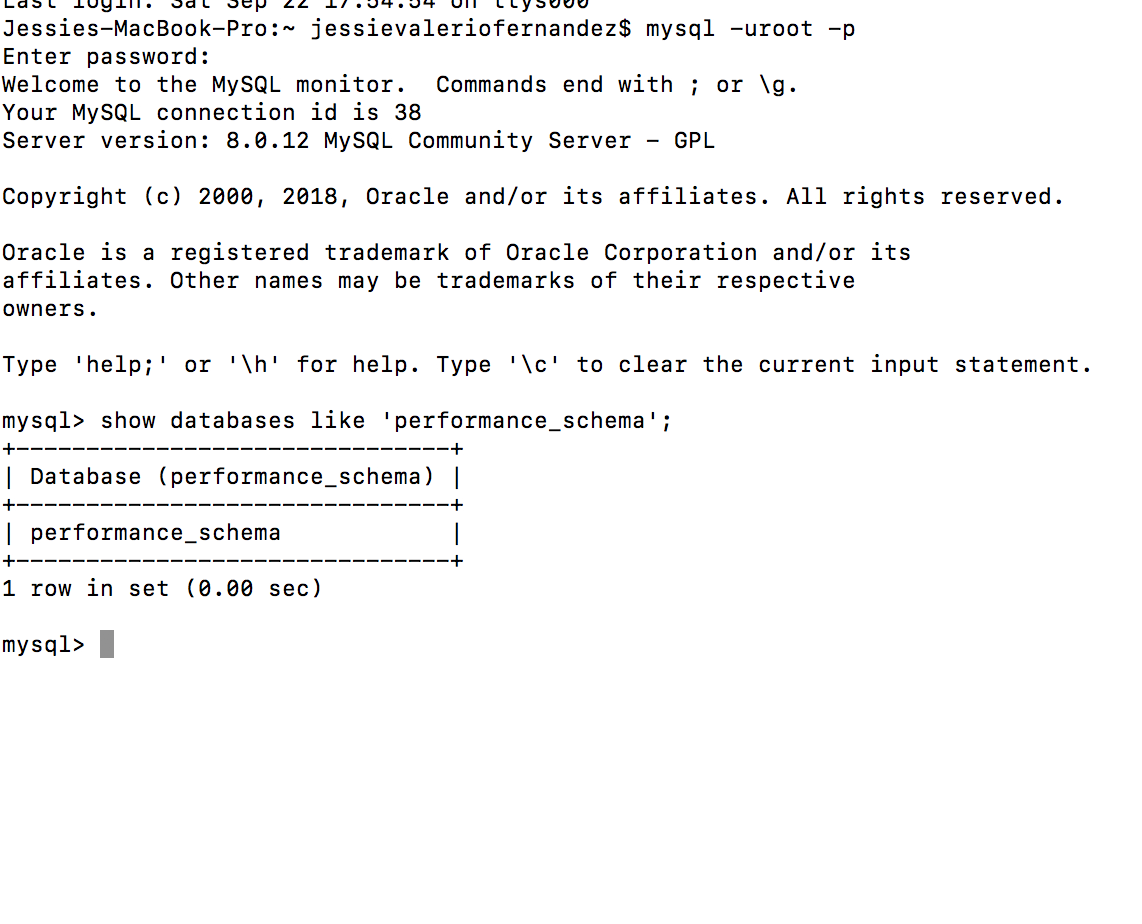 Last login: Sat Sep 22 17:54:54 on ttys000
Jessies-MacBook-Pro:~ jessievaleriofernandez$ mysql -uroot -p
Enter password:
Welcome to the MySQL monitor.  Commands end with ; or \g.
Your MySQL connection id is 38
Server version: 8.0.12 MySQL Community Server - GPL

Copyright (c) 2000, 2018, Oracle and/or its affiliates. All rights reserved.

Oracle is a registered trademark of Oracle Corporation and/or its
affiliates. Other names may be trademarks of their respective
owners.

Type 'help;' or '\h' for help. Type '\c' to clear the current input statement.

mysql> show databases like 'performance_schema';
+-------------------------------+
| Database (performance_schema) |
+-------------------------------+
| performance_schema            |
+-------------------------------+
1 row in set (0.00 sec)

mysql>